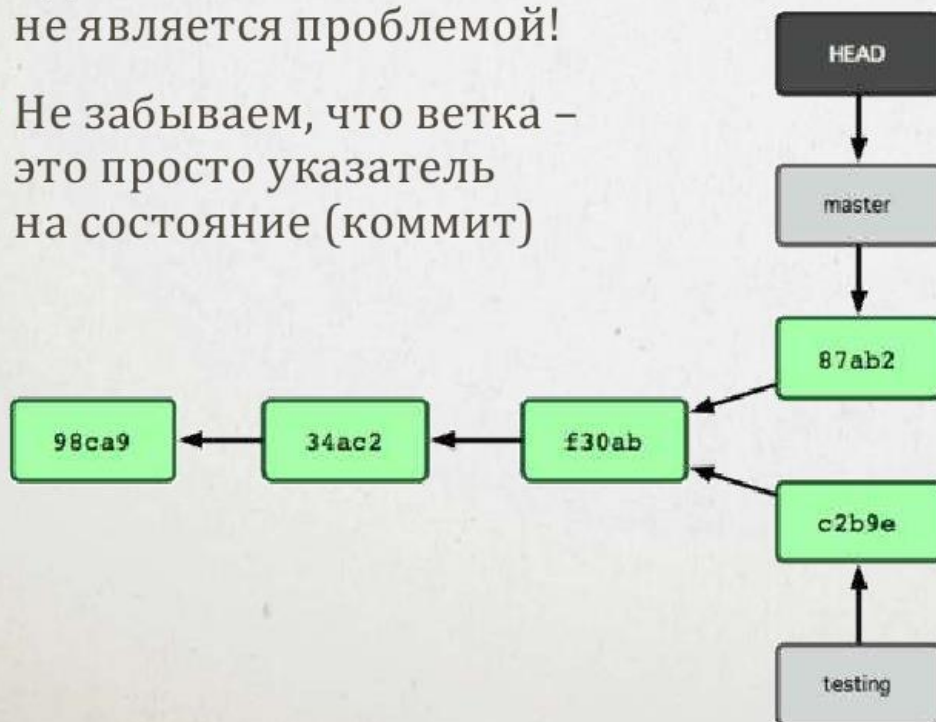 не является проблемой!
Не забываем, что ветка –
это просто указатель
на состояние (коммит)
HEAD
master
87ab2
98ca9
34ac2
f30ab
c2b9e
testing